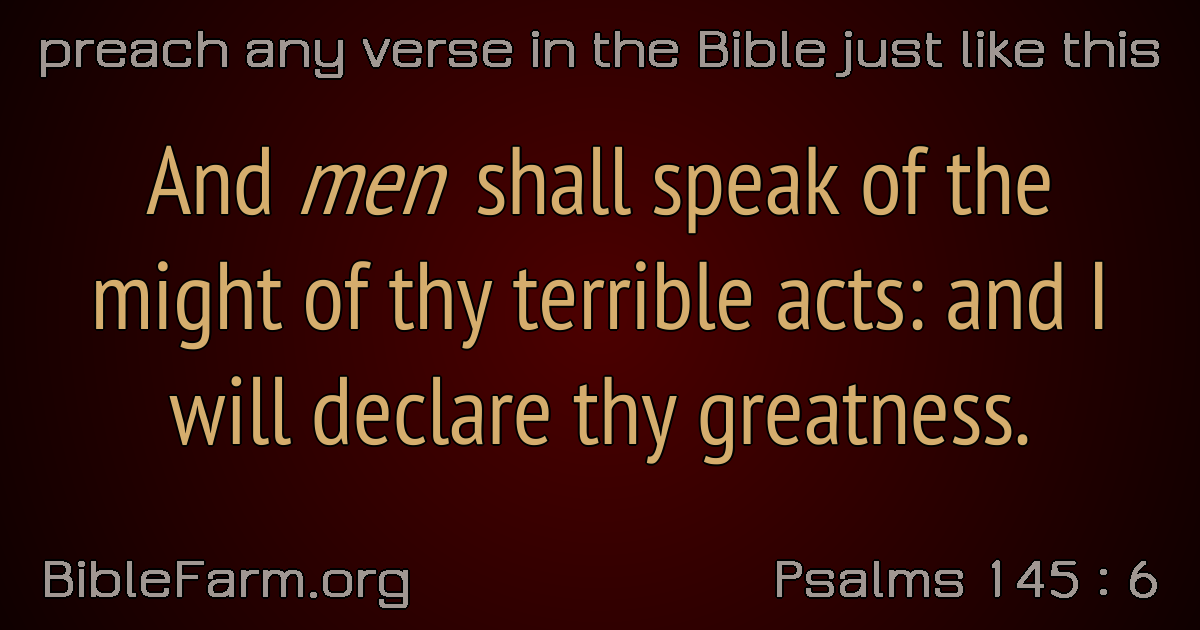 preach any verse in the Bible just like this
And men shall speak of the
might of thy terrible acts: and I
will declare thy greatness.
BibleFarm.org
Psalms 145 : 6